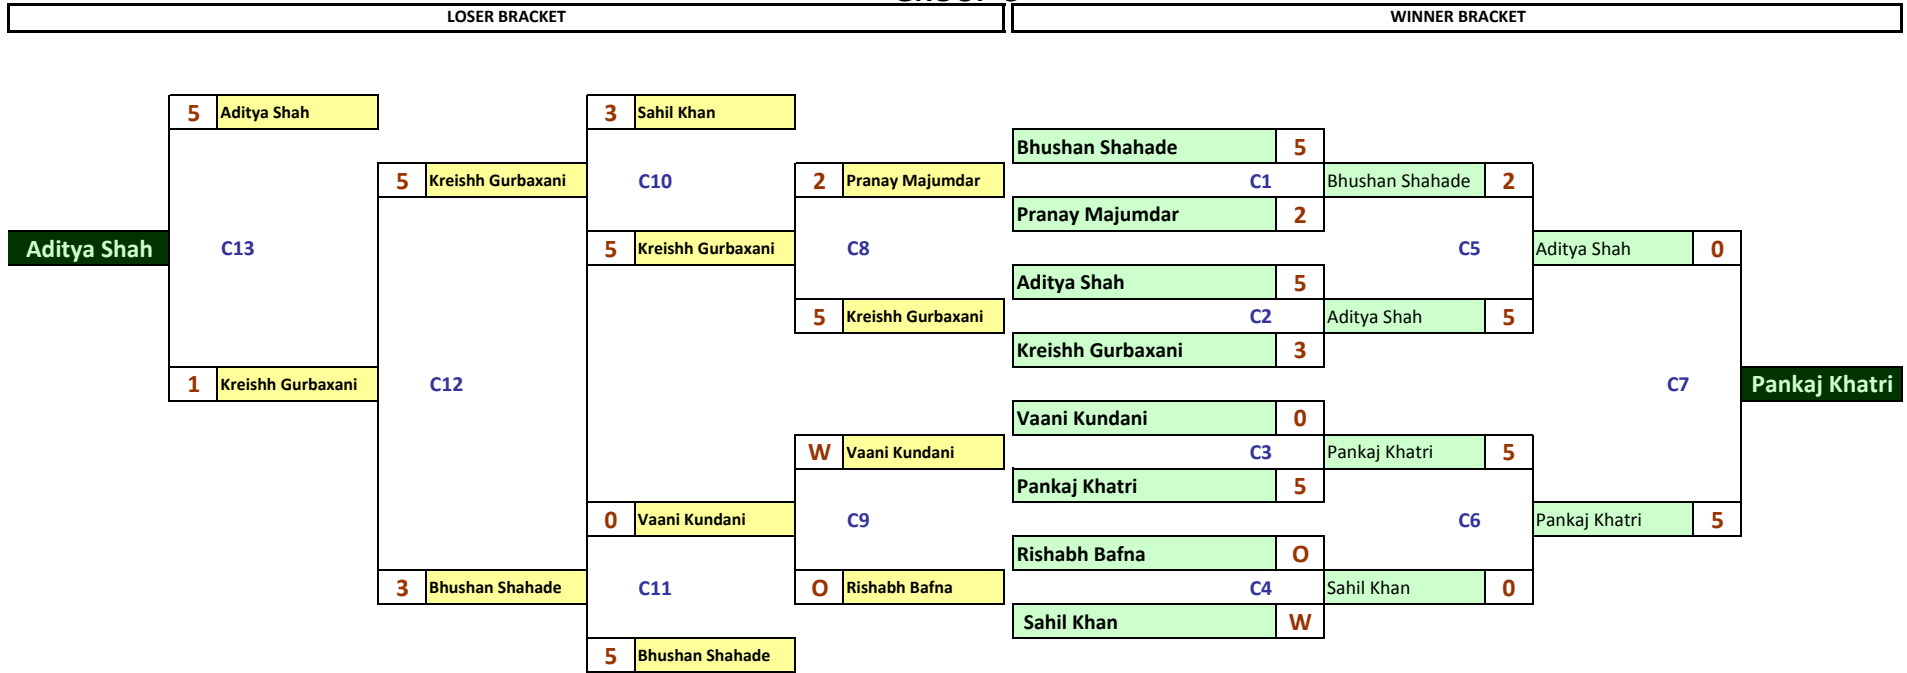 LOSER BRACKET WINNER BRACKET
5 Aditya Shah 3 Sahil Khan
Bhushan Shahade 5
5 Kreishh Gurbaxani C10 2 Pranay Majumdar C1 Bhushan Shahade 2
Pranay Majumdar 2
Aditya Shah C13 5 Kreishh Gurbaxani C8 C5 Aditya Shah 0
Aditya Shah 5
5 Kreishh Gurbaxani C2 Aditya Shah 5
Kreishh Gurbaxani 3
1 Kreishh Gurbaxani C12 C7 Pankaj Khatri
Vaani Kundani 0
W Vaani Kundani C3 Pankaj Khatri 5
Pankaj Khatri 5
0 Vaani Kundani C9 C6 Pankaj Khatri 5
Rishabh Bafna O
3 Bhushan Shahade C11 O Rishabh Bafna C4 Sahil Khan 0
Sahil Khan W
5 Bhushan Shahade